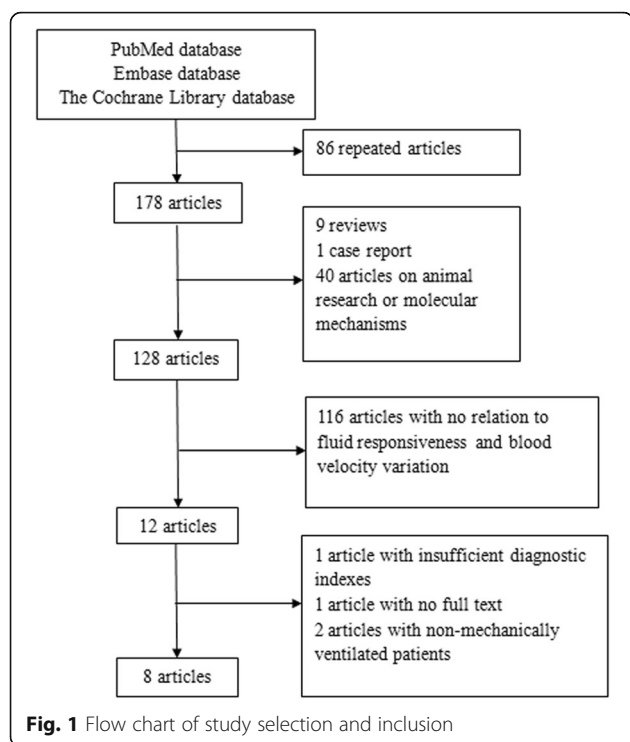 PubMed database
Embase database
The Cochrane Library database
86 repeated articles
178 articles
9 reviews
1 case report
40 articles on animal
research or molecular
mechanisms
128 articles
116 articles with no relation to
fluid responsiveness and blood
velocity variation
12 articles
1 article with insufficient diagnostic
indexes
1 article with no full text
2 articles with non-mechanically
ventilated patients
8 articles
Fig. 1 Flow chart of study selection and inclusion